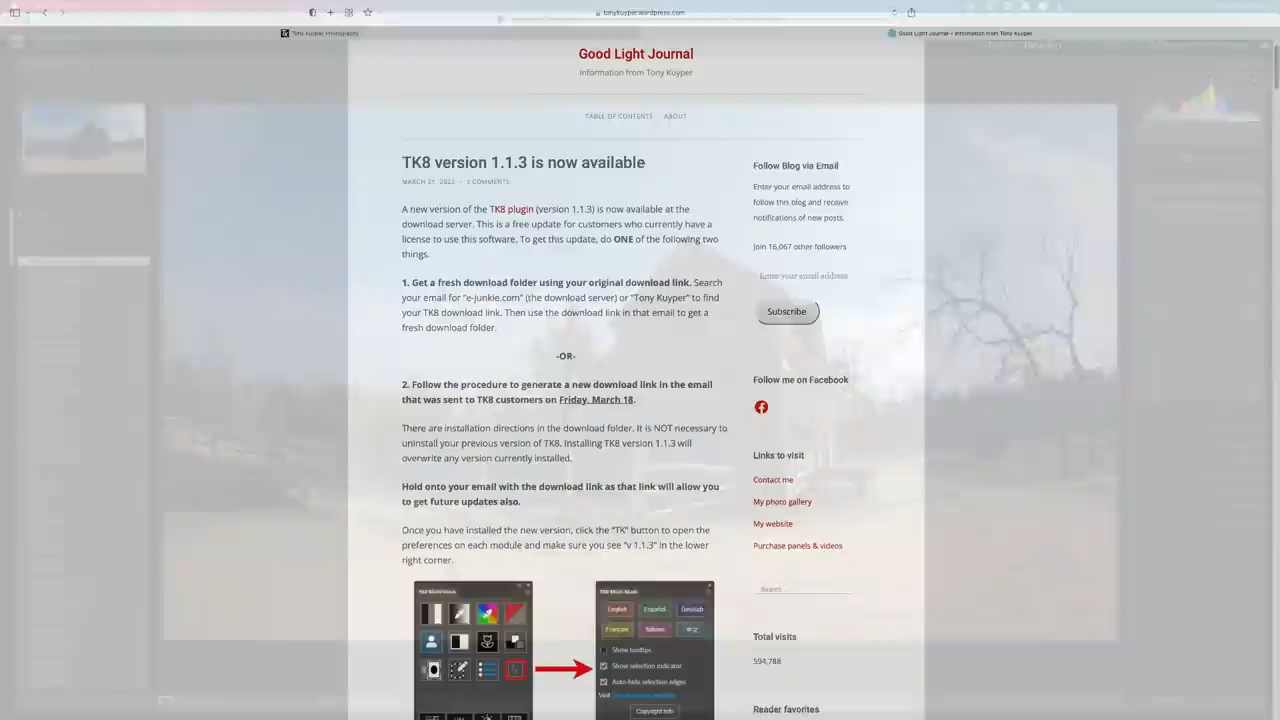 tonykuyper.wordpress.com
Tony Kuyper Photography
Good Light Journal – Information from Tony Kuyper
Good Light Journal
Information from Tony Kuyper
TABLE OF CONTENTS ABOUT
TK8 version 1.1.3 is now available
MARCH 21, 2022 ~ 3 COMMENTS
A new version of the TK8 plugin (version 1.1.3) is now available at the
download server. This is a free update for customers who currently have a
license to use this software. To get this update, do ONE of the following two
things.
1. Get a fresh download folder using your original download link. Search
your email for "e-junkie.com" (the download server) or "Tony Kuyper" to find
your TK8 download link. Then use the download link in that email to get a
fresh download folder.
-OR-
2. Follow the procedure to generate a new download link in the email
that was sent to TK8 customers on Friday, March 18.
There are installation directions in the download folder. It is NOT necessary to
uninstall your previous version of TK8. Installing TK8 version 1.1.3 will
overwrite any version currently installed.
Hold onto your email with the download link as that link will allow you
to get future updates also.
Once you have installed the new version, click the "TK" button to open the
preferences on each module and make sure you see "v 1.1.3" in the lower
right corner.
TK8 Multi-Mask
English Español Deutsch
Français Italiano 中文
Show tooltips
Show selection indicator
Auto-hide selection edges
Visit
Copyright Info
Follow Blog via Email
Enter your email address to
follow this blog and receive
notifications of new posts.
Join 16,067 other followers
Enter your email address
Subscribe
Follow me on Facebook
Links to visit
Contact me
My photo gallery
My website
Purchase panels & videos
Search …
Total visits
594,788
Reader favorites